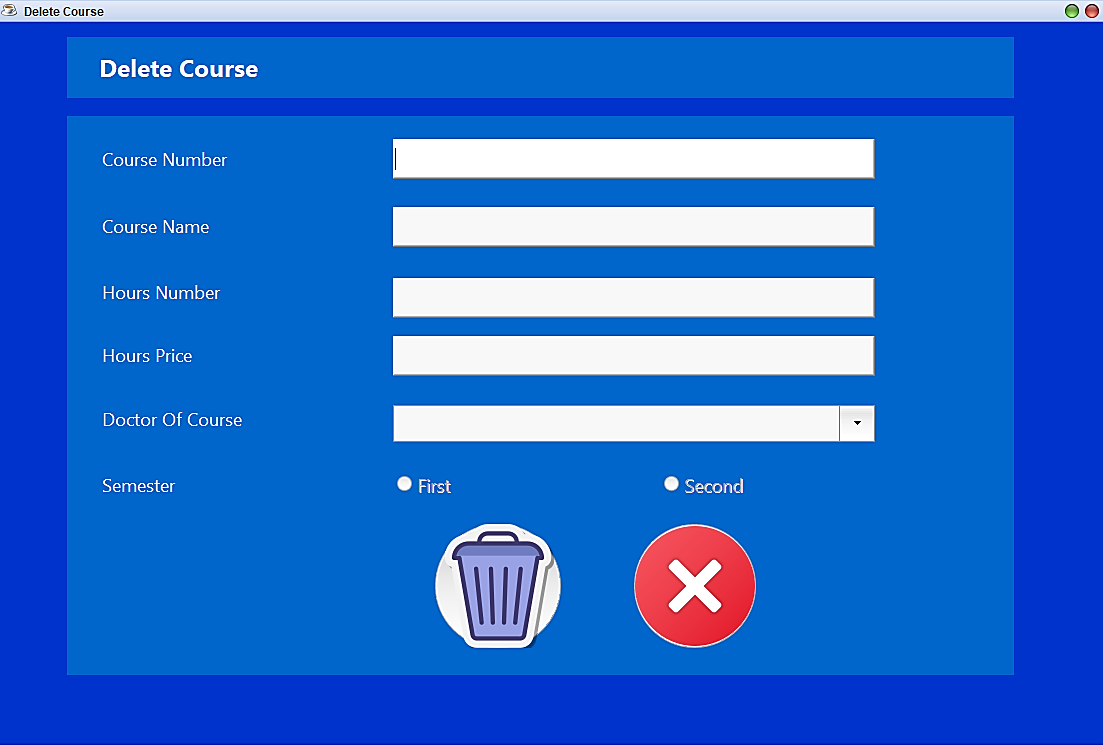 Delete Course
Delete Course
Course Number
Course Name
Hours Number
Hours Price
Doctor Of Course
Semester First Second